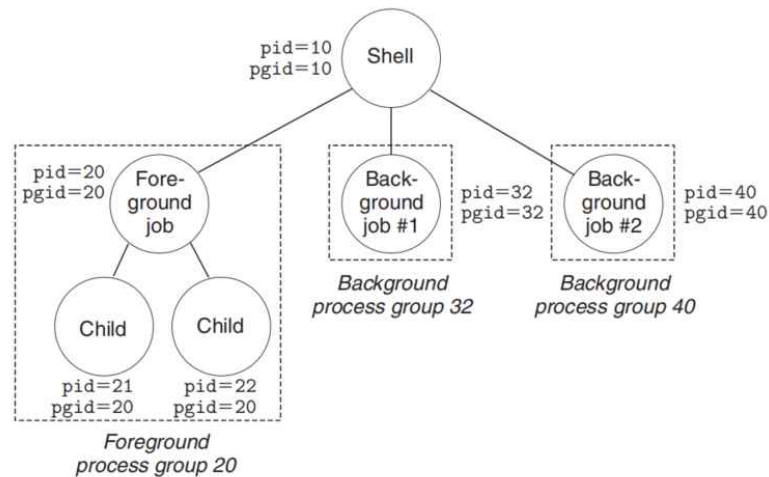 pid=10
pgid=10
Shell
pid=20
pgid=20
Fore-
ground
job
Back-
ground
job #1
pid=32
pgid=32
Back-
ground
job #2
pid=40
pgid=40
Background
process group 32
Background
process group 40
Child
Child
pid=21
pgid=20
pid=22
pgid=20
Foreground
process group 20